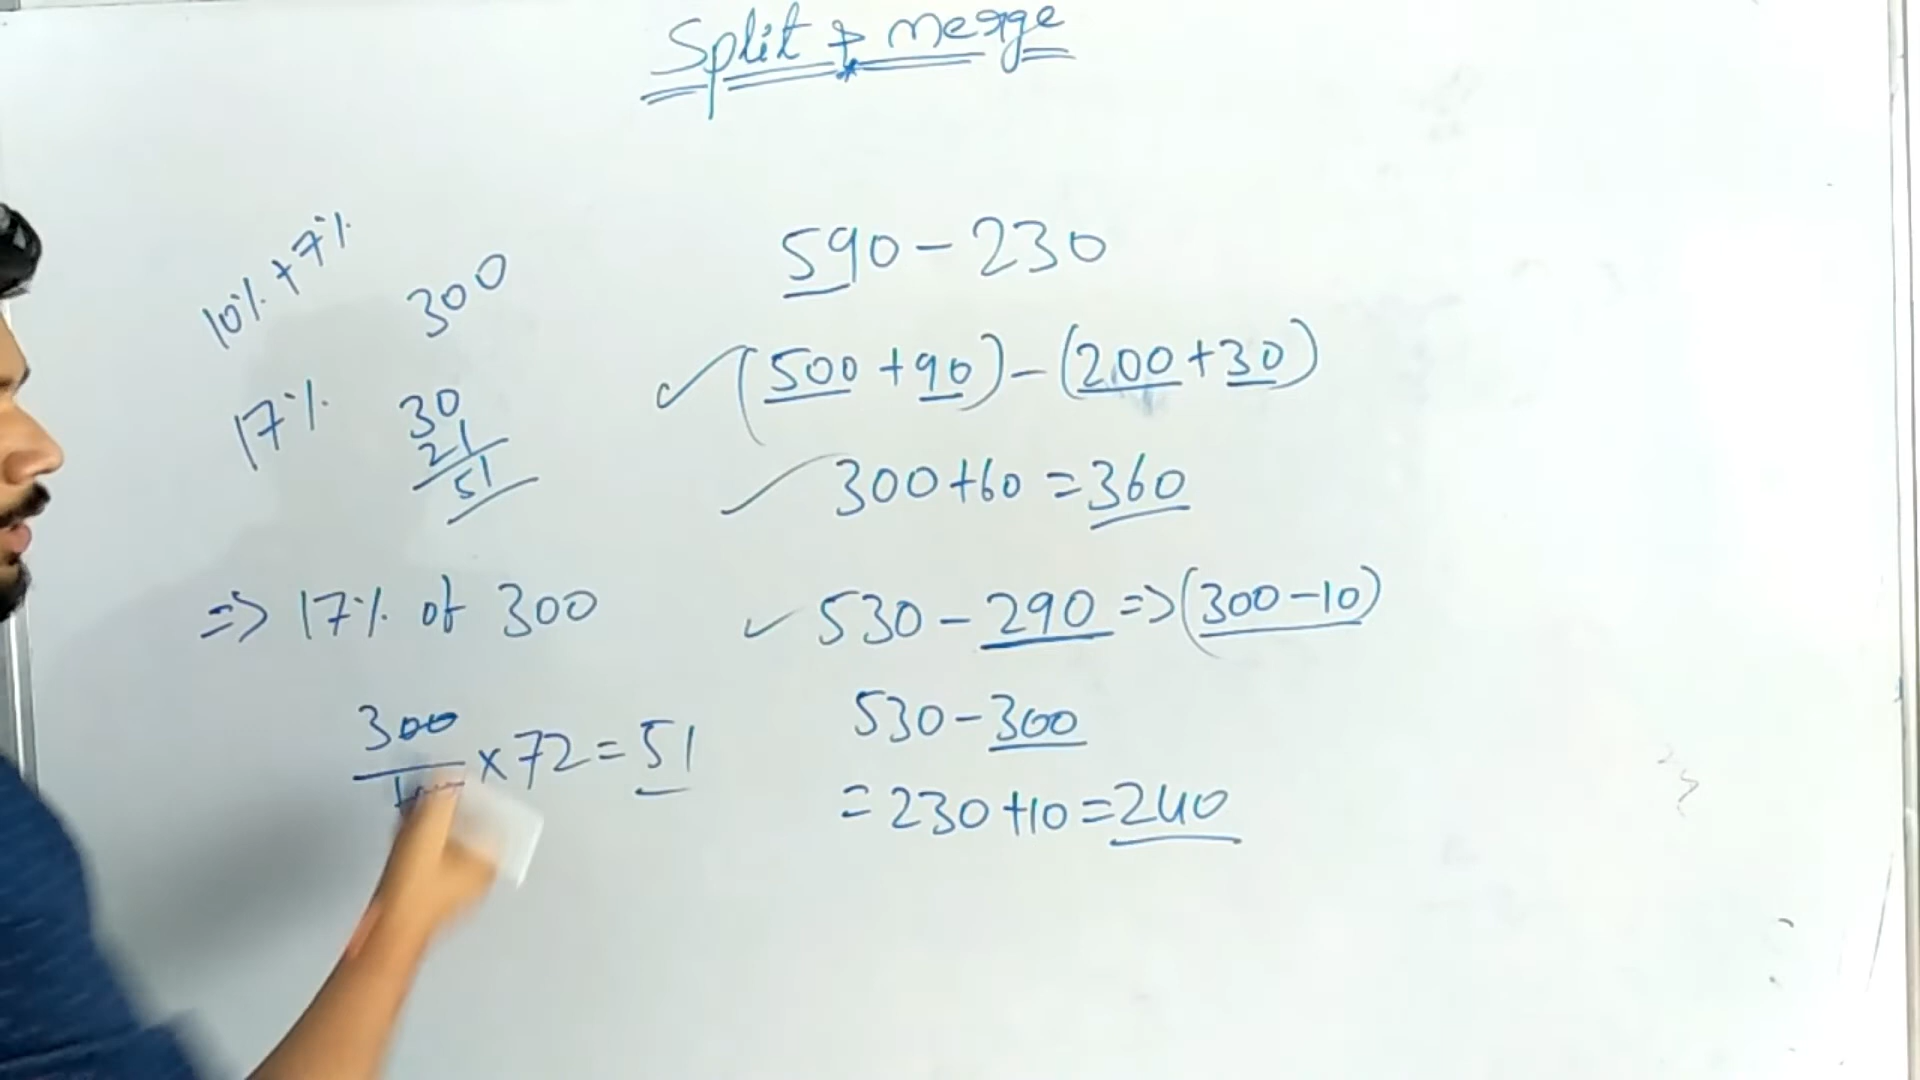 Split & merge
10% + 7%
300
17%
30
21
51
=> 17% of 300
300
× 72 = 51
590 - 230
(500 + 90) - (200 + 30)
300 + 60 = 360
530 - 290 => (300 - 10)
530 - 300
= 230 + 10 = 240